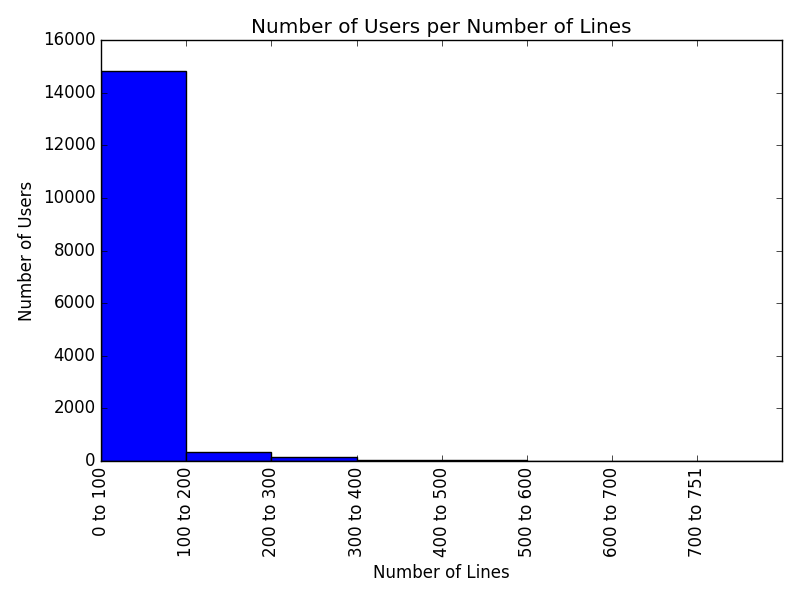 Number of Users per Number of Lines
Number of Users
16000
14000
12000
10000
8000
6000
4000
2000
0
0 to 100
100 to 200
200 to 300
300 to 400
400 to 500
500 to 600
600 to 700
700 to 751
Number of Lines